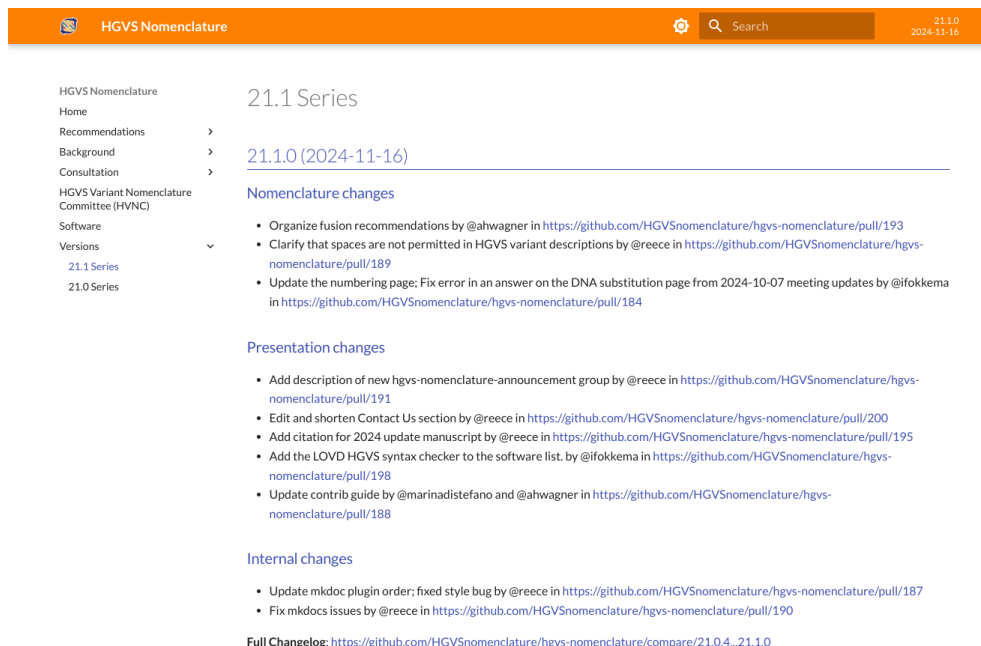 HGVS Nomenclature
Search
21.1.0
2024-11-16
HGVS Nomenclature
Home
Recommendations
Background
Consultation
HGVS Variant Nomenclature
Committee (HVNC)
Software
Versions
21.1 Series
21.0 Series
21.1 Series
21.1.0 (2024-11-16)
Nomenclature changes
• Organize fusion recommendations by @ahwagner in https://github.com/HGVSnomenclature/hgvs-nomenclature/pull/193
• Clarify that spaces are not permitted in HGVS variant descriptions by @reece in https://github.com/HGVSnomenclature/hgvs-
nomenclature/pull/189
• Update the numbering page; Fix error in an answer on the DNA substitution page from 2024-10-07 meeting updates by @ifokkema
in https://github.com/HGVSnomenclature/hgvs-nomenclature/pull/184
Presentation changes
• Add description of new hgvs-nomenclature-announcement group by @reece in https://github.com/HGVSnomenclature/hgvs-
nomenclature/pull/191
• Edit and shorten Contact Us section by @reece in https://github.com/HGVSnomenclature/hgvs-nomenclature/pull/200
• Add citation for 2024 update manuscript by @reece in https://github.com/HGVSnomenclature/hgvs-nomenclature/pull/195
• Add the LOVD HGVS syntax checker to the software list. by @ifokkema in https://github.com/HGVSnomenclature/hgvs-
nomenclature/pull/198
• Update contrib guide by @marinadistefano and @ahwagner in https://github.com/HGVSnomenclature/hgvs-
nomenclature/pull/188
Internal changes
• Update mkdoc plugin order; fixed style bug by @reece in https://github.com/HGVSnomenclature/hgvs-nomenclature/pull/187
• Fix mkdocs issues by @reece in https://github.com/HGVSnomenclature/hgvs-nomenclature/pull/190
Full Changelog: https://github.com/HGVSnomenclature/hgvs-nomenclature/compare/21.0.4...21.1.0